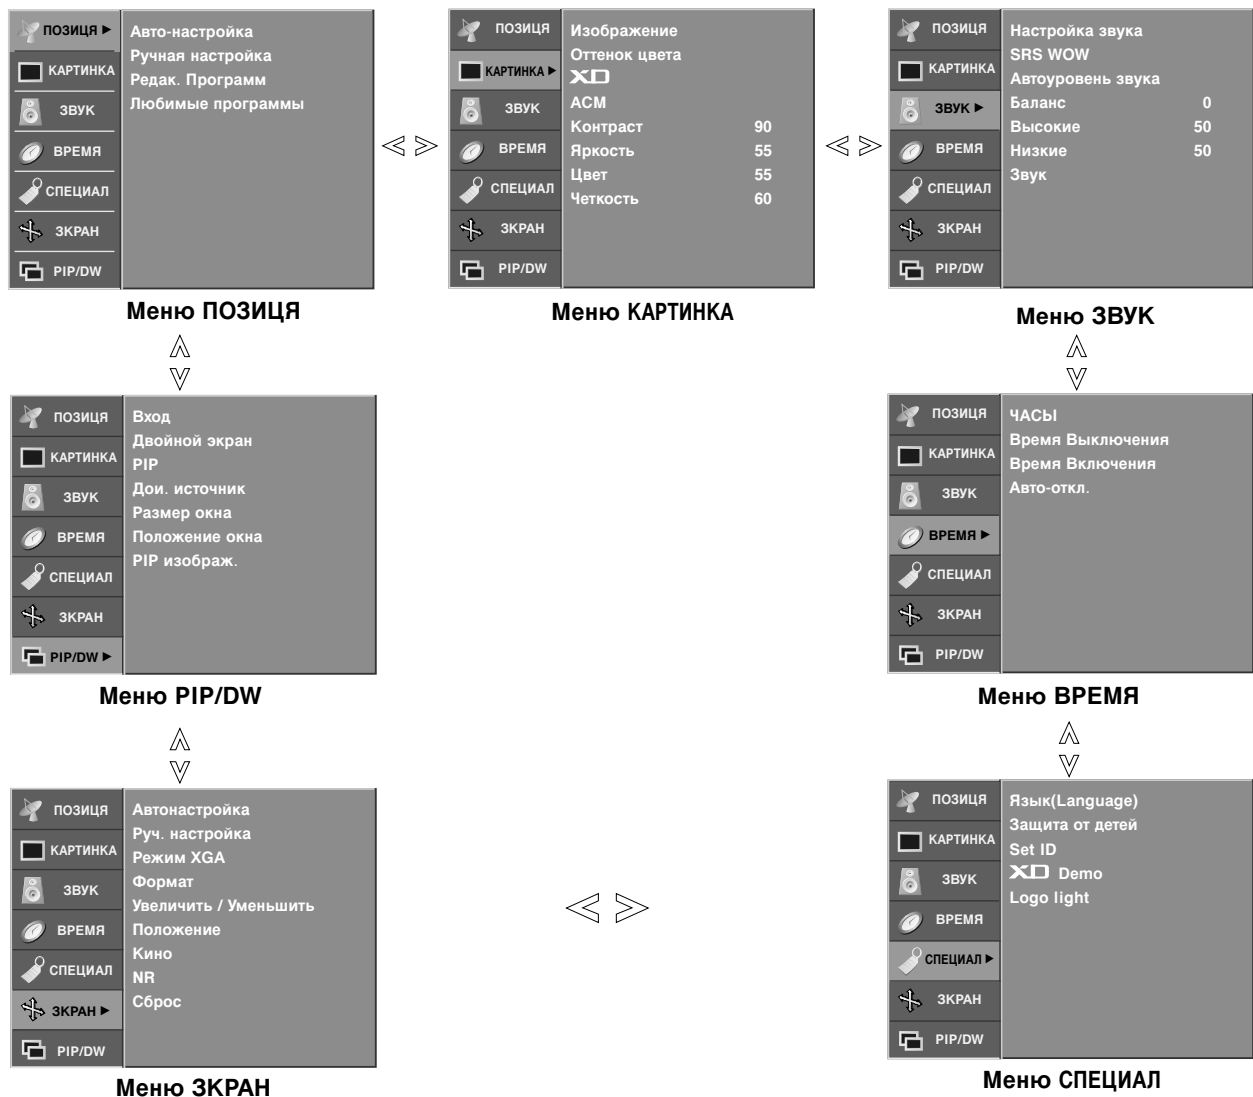 ПОЗИЦЯ
КАРТИНКА
ЗВУК
ВРЕМЯ
СПЕЦИАЛ
ЗКРАН
PIP/DW
Авто-настройка
Ручная настройка
Редак. Программ
Любимые программы
Меню ПОЗИЦЯ
ПОЗИЦЯ
КАРТИНКА
ЗВУК
ВРЕМЯ
СПЕЦИАЛ
ЗКРАН
PIP/DW
Изображение
Оттенок цвета
XD
ACM
Контраст 90
Яркость 55
Цвет 55
Четкость 60
Меню КАРТИНКА
ПОЗИЦЯ
КАРТИНКА
ЗВУК
ВРЕМЯ
СПЕЦИАЛ
ЗКРАН
PIP/DW
Настройка звука
SRS WOW
Автоуровень звука
Баланс 0
Высокие 50
Низкие 50
Звук
Меню ЗВУК
ПОЗИЦЯ
КАРТИНКА
ЗВУК
ВРЕМЯ
СПЕЦИАЛ
ЗКРАН
PIP/DW
Вход
Двойной экран
PIP
Дои. источник
Размер окна
Положение окна
PIP изображ.
Меню PIP/DW
ПОЗИЦЯ
КАРТИНКА
ЗВУК
ВРЕМЯ
СПЕЦИАЛ
ЗКРАН
PIP/DW
ЧАСЫ
Время Выключения
Время Включения
Авто-откл.
Меню ВРЕМЯ
ПОЗИЦЯ
КАРТИНКА
ЗВУК
ВРЕМЯ
СПЕЦИАЛ
ЗКРАН
PIP/DW
Автонастройка
Руч. настройка
Режим XGA
Формат
Увеличить / Уменьшить
Положение
Кино
NR
Сброс
Меню ЗКРАН
ПОЗИЦЯ
КАРТИНКА
ЗВУК
ВРЕМЯ
СПЕЦИАЛ
ЗКРАН
PIP/DW
Язык(Language)
Защита от детей
Set ID
XD Demo
Logo light
Меню СПЕЦИАЛ